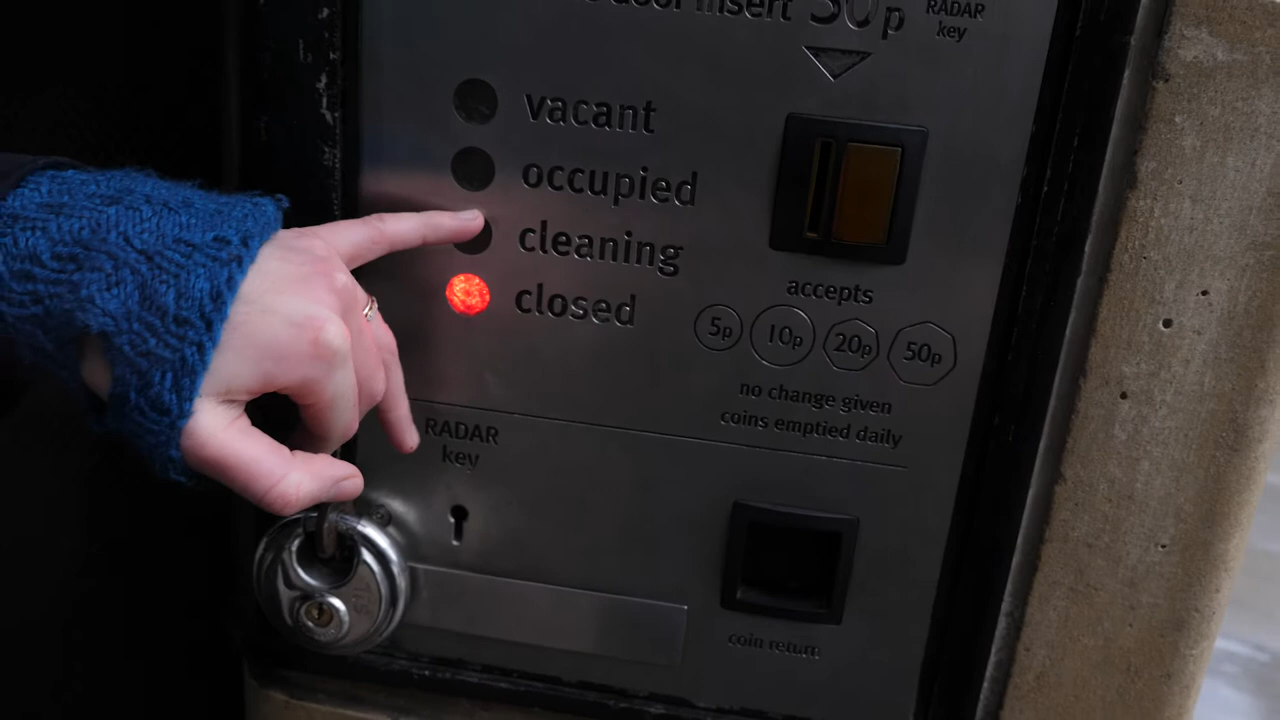 door insert 50p
RADAR
key
vacant
occupied
cleaning
closed
accepts
5p 10p 20p 50p
no change given
coins emptied daily
RADAR
key
coin return